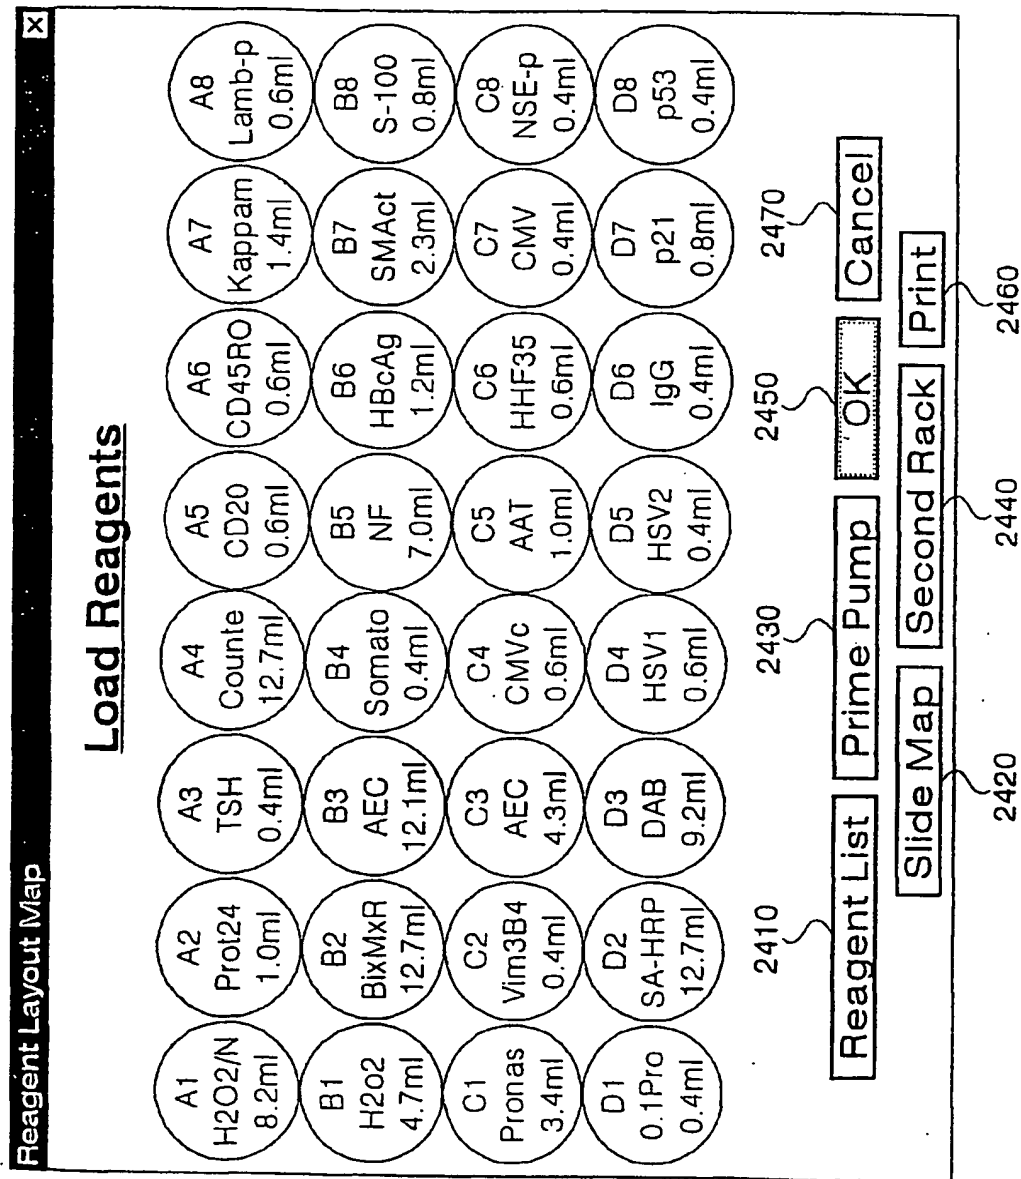 Reagent Layout Map
X
Load Reagents
A1
H2O2/N
8.2ml
A2
Prot24
1.0ml
A3
TSH
0.4ml
A4
Counte
12.7ml
A5
CD20
0.6ml
A6
CD45RO
0.6ml
A7
Kappam
1.4ml
A8
Lamb-p
0.6ml
B1
H2o2
4.7ml
B2
BixMxR
12.7ml
B3
AEC
12.1ml
B4
Somato
0.4ml
B5
NF
7.0ml
B6
HBcAg
1.2ml
B7
SMAct
2.3ml
B8
S-100
0.8ml
C1
Pronas
3.4ml
C2
Vim3B4
0.4ml
C3
AEC
4.3ml
C4
CMVc
0.6ml
C5
AAT
1.0ml
C6
HHF35
0.6ml
C7
CMV
0.4ml
C8
NSE-p
0.4ml
D1
0.1Pro
0.4ml
D2
SA-HRP
12.7ml
D3
DAB
9.2ml
D4
HSV1
0.6ml
D5
HSV2
0.4ml
D6
IgG
0.4ml
D7
p21
0.8ml
D8
p53
0.4ml
2410
2430
2450
2470
Reagent List
Prime Pump
OK
Cancel
Slide Map
Second Rack
Print
2420
2440
2460